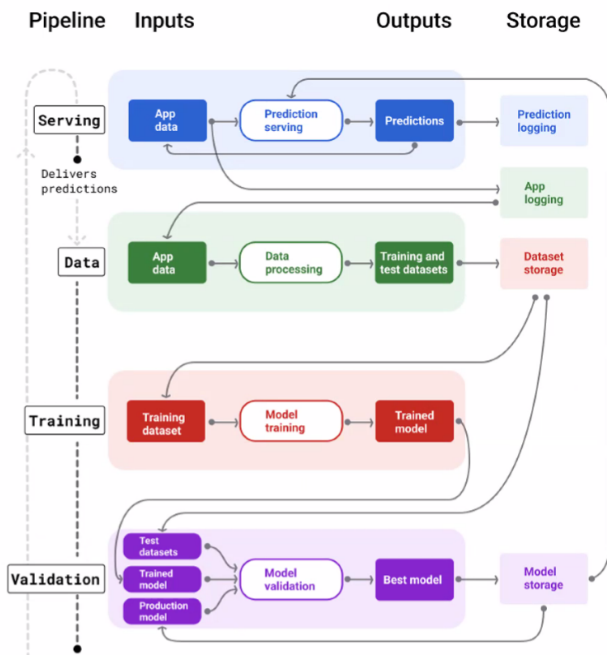 Pipeline Inputs Outputs Storage
Serving
App
data
Prediction
serving
Predictions
Prediction
logging
Delivers
predictions
App
logging
Data
App
data
Data
processing
Training and
test datasets
Dataset
storage
Training
Training
dataset
Model
training
Trained
model
Validation
Test
datasets
Trained
model
Production
model
Model
validation
Best model
Model
storage